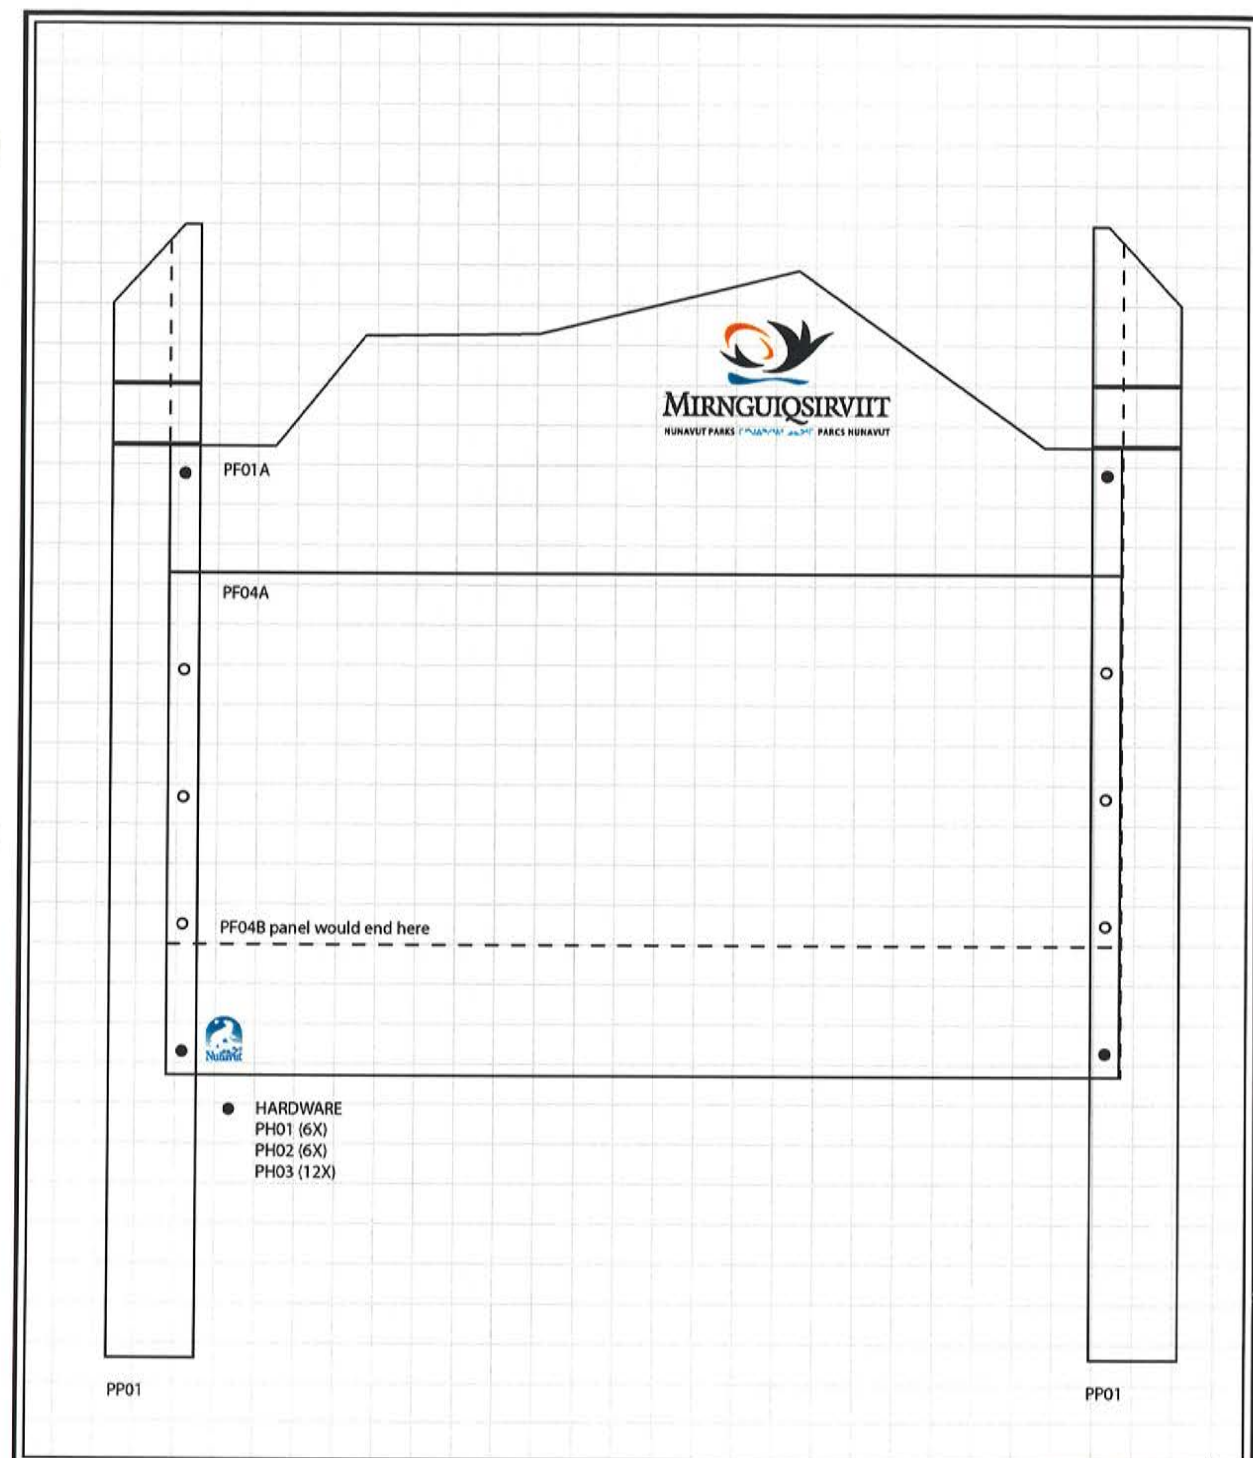 MIRNGUIQSIRVIIT
NUNAVUT PARKS PARCS NUNAVUT
PF01A
PF04A
PF04B panel would end here
Nunavut
HARDWARE
PH01 (6X)
PH02 (6X)
PH03 (12X)
PP01
PP01